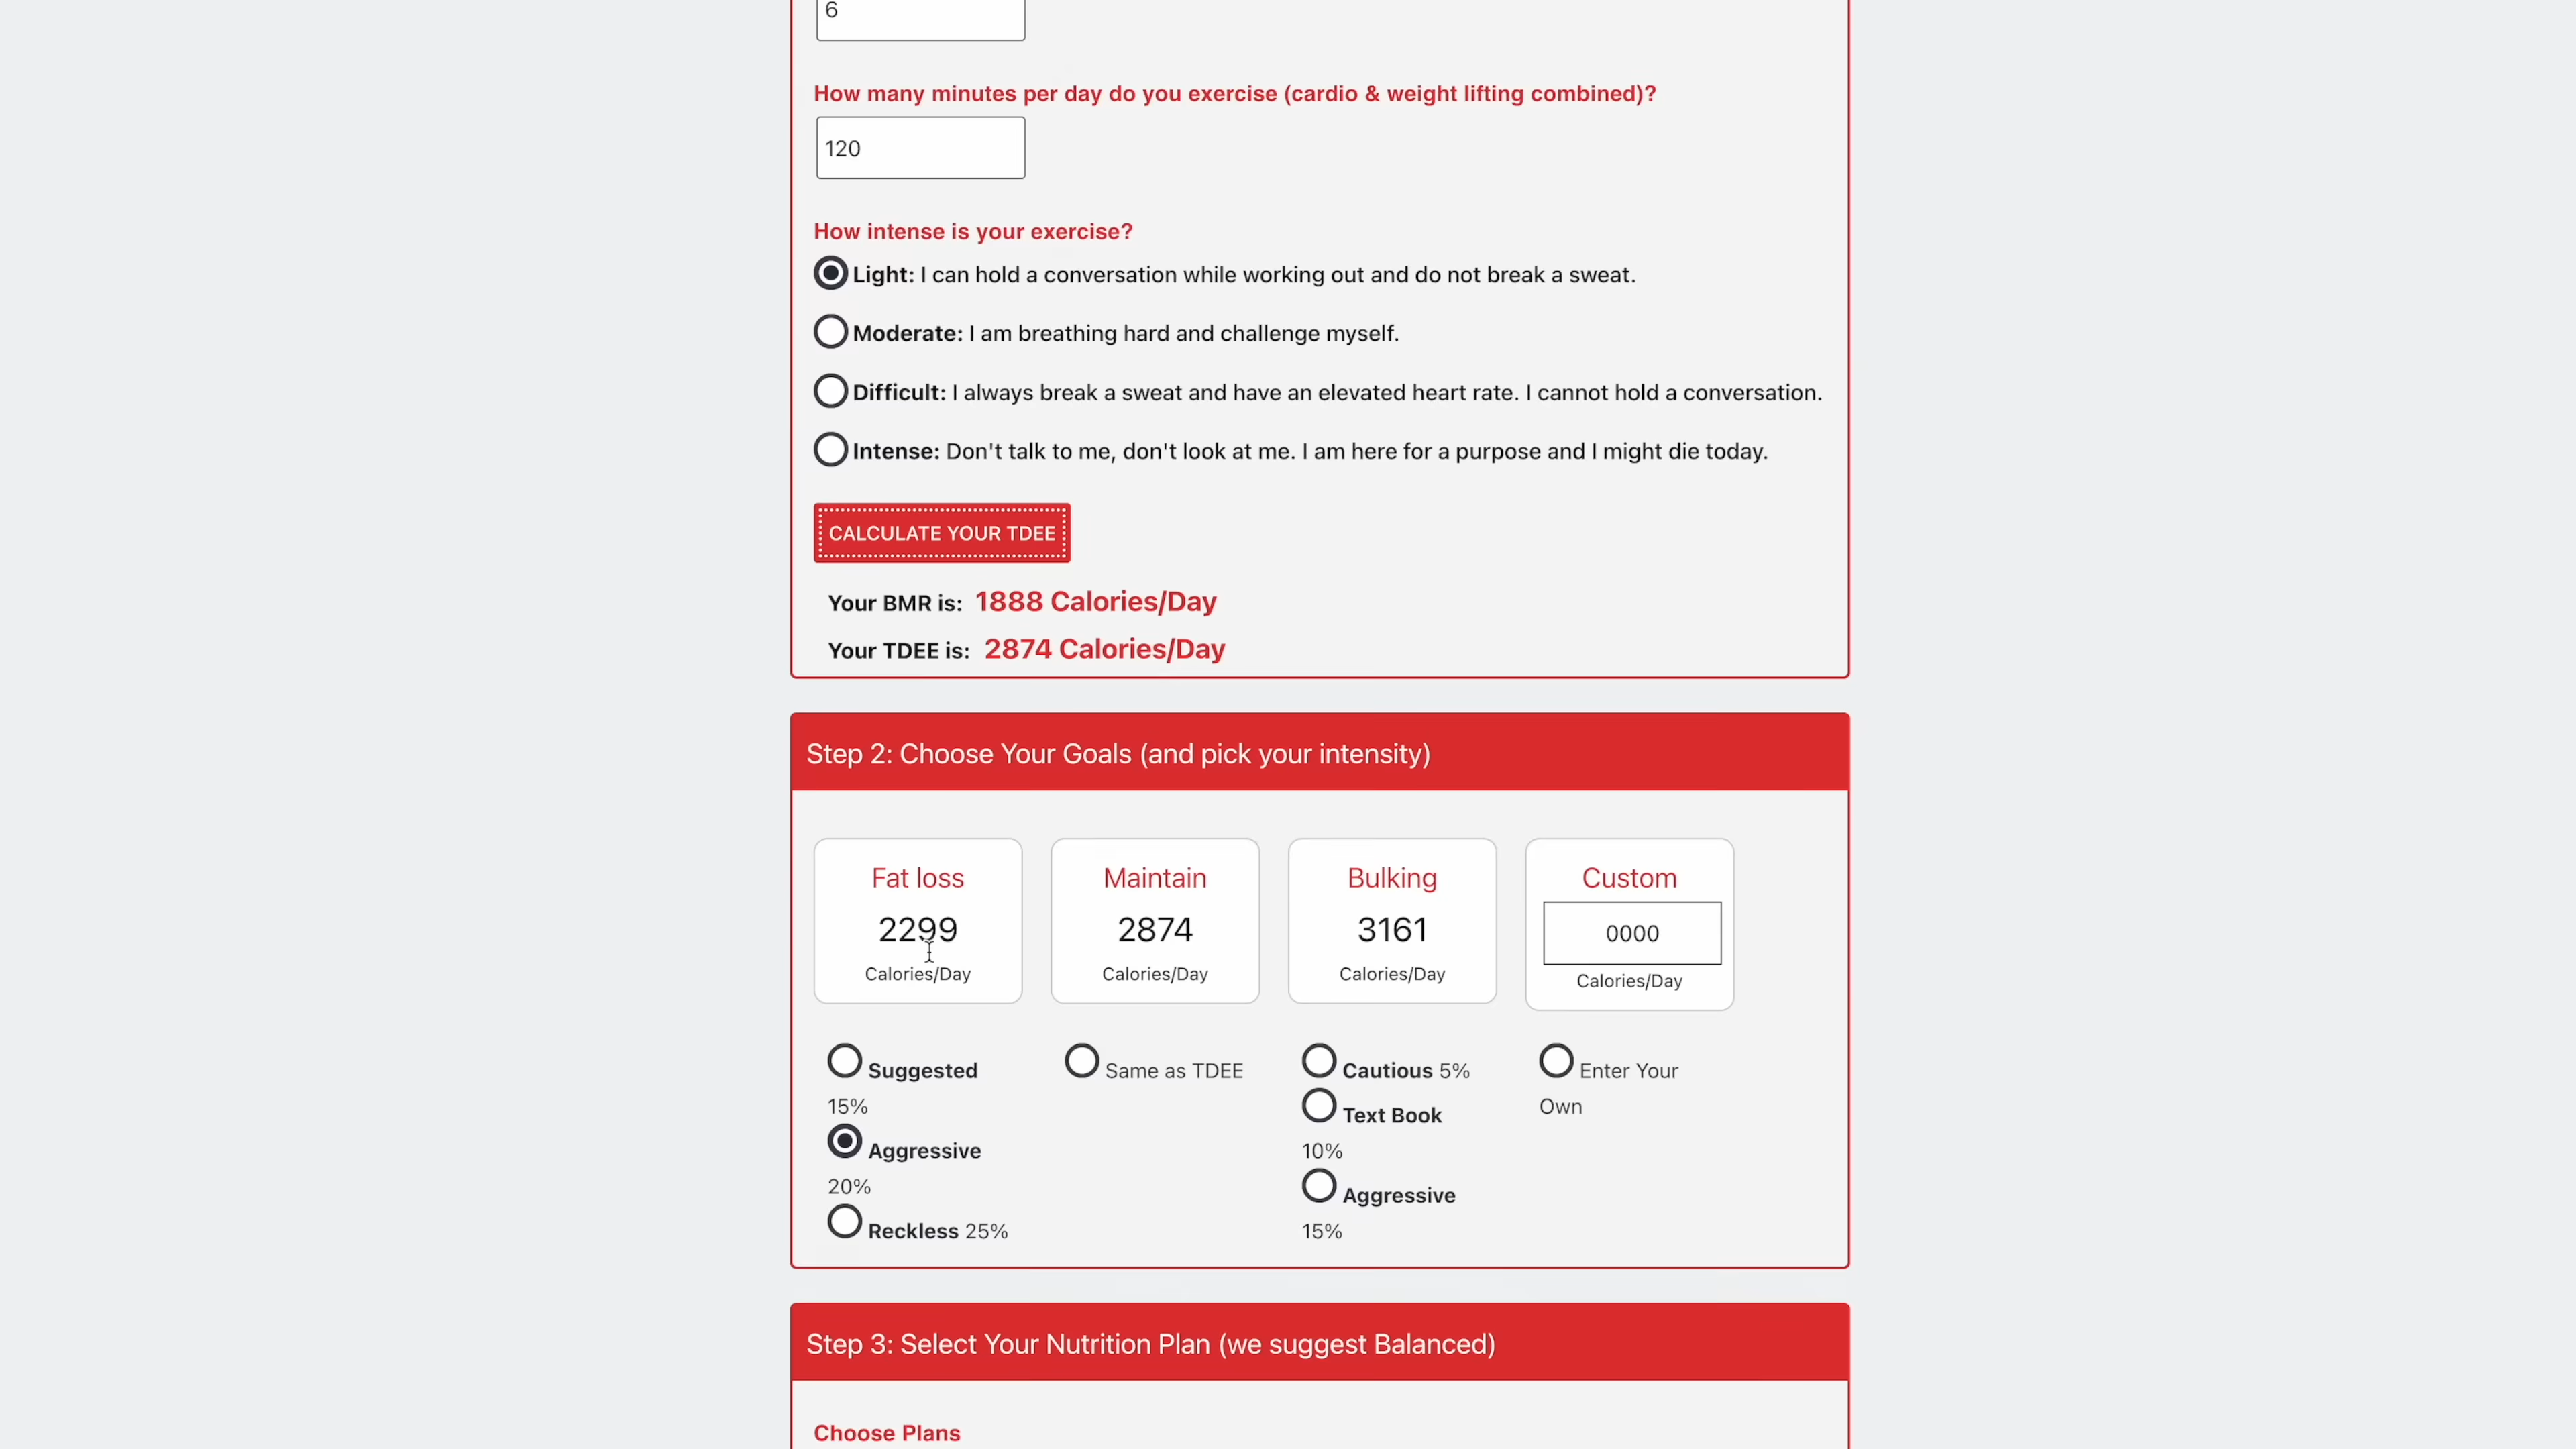 6
How many minutes per day do you exercise (cardio & weight lifting combined)?
120
How intense is your exercise?
Light: I can hold a conversation while working out and do not break a sweat.
Moderate: I am breathing hard and challenge myself.
Difficult: I always break a sweat and have an elevated heart rate. I cannot hold a conversation.
Intense: Don't talk to me, don't look at me. I am here for a purpose and I might die today.
CALCULATE YOUR TDEE
Your BMR is: 1888 Calories/Day
Your TDEE is: 2874 Calories/Day
Step 2: Choose Your Goals (and pick your intensity)
Fat loss
2299
Calories/Day
Suggested
15%
Aggressive
20%
Reckless 25%
Maintain
2874
Calories/Day
Same as TDEE
Bulking
3161
Calories/Day
Cautious 5%
Text Book
10%
Aggressive
15%
Custom
0000
Calories/Day
Enter Your
Own
Step 3: Select Your Nutrition Plan (we suggest Balanced)
Choose Plans